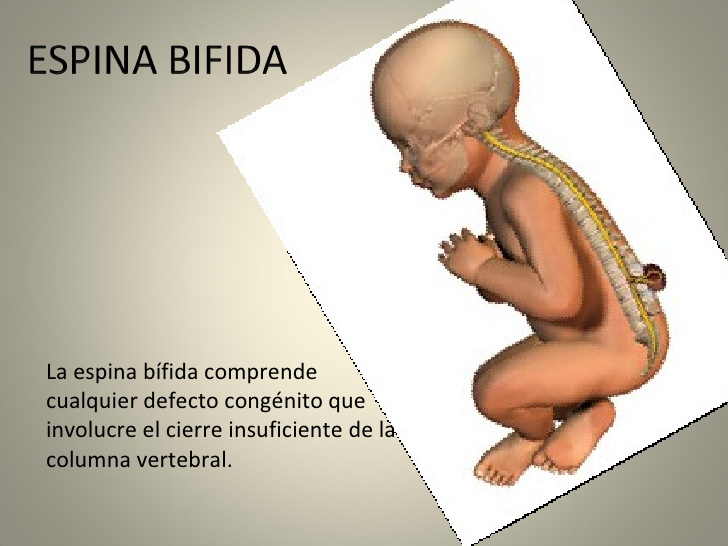 ESPINA BIFIDA
La espina bífida comprende
cualquier defecto congénito que
involucre el cierre insuficiente de la
columna vertebral.